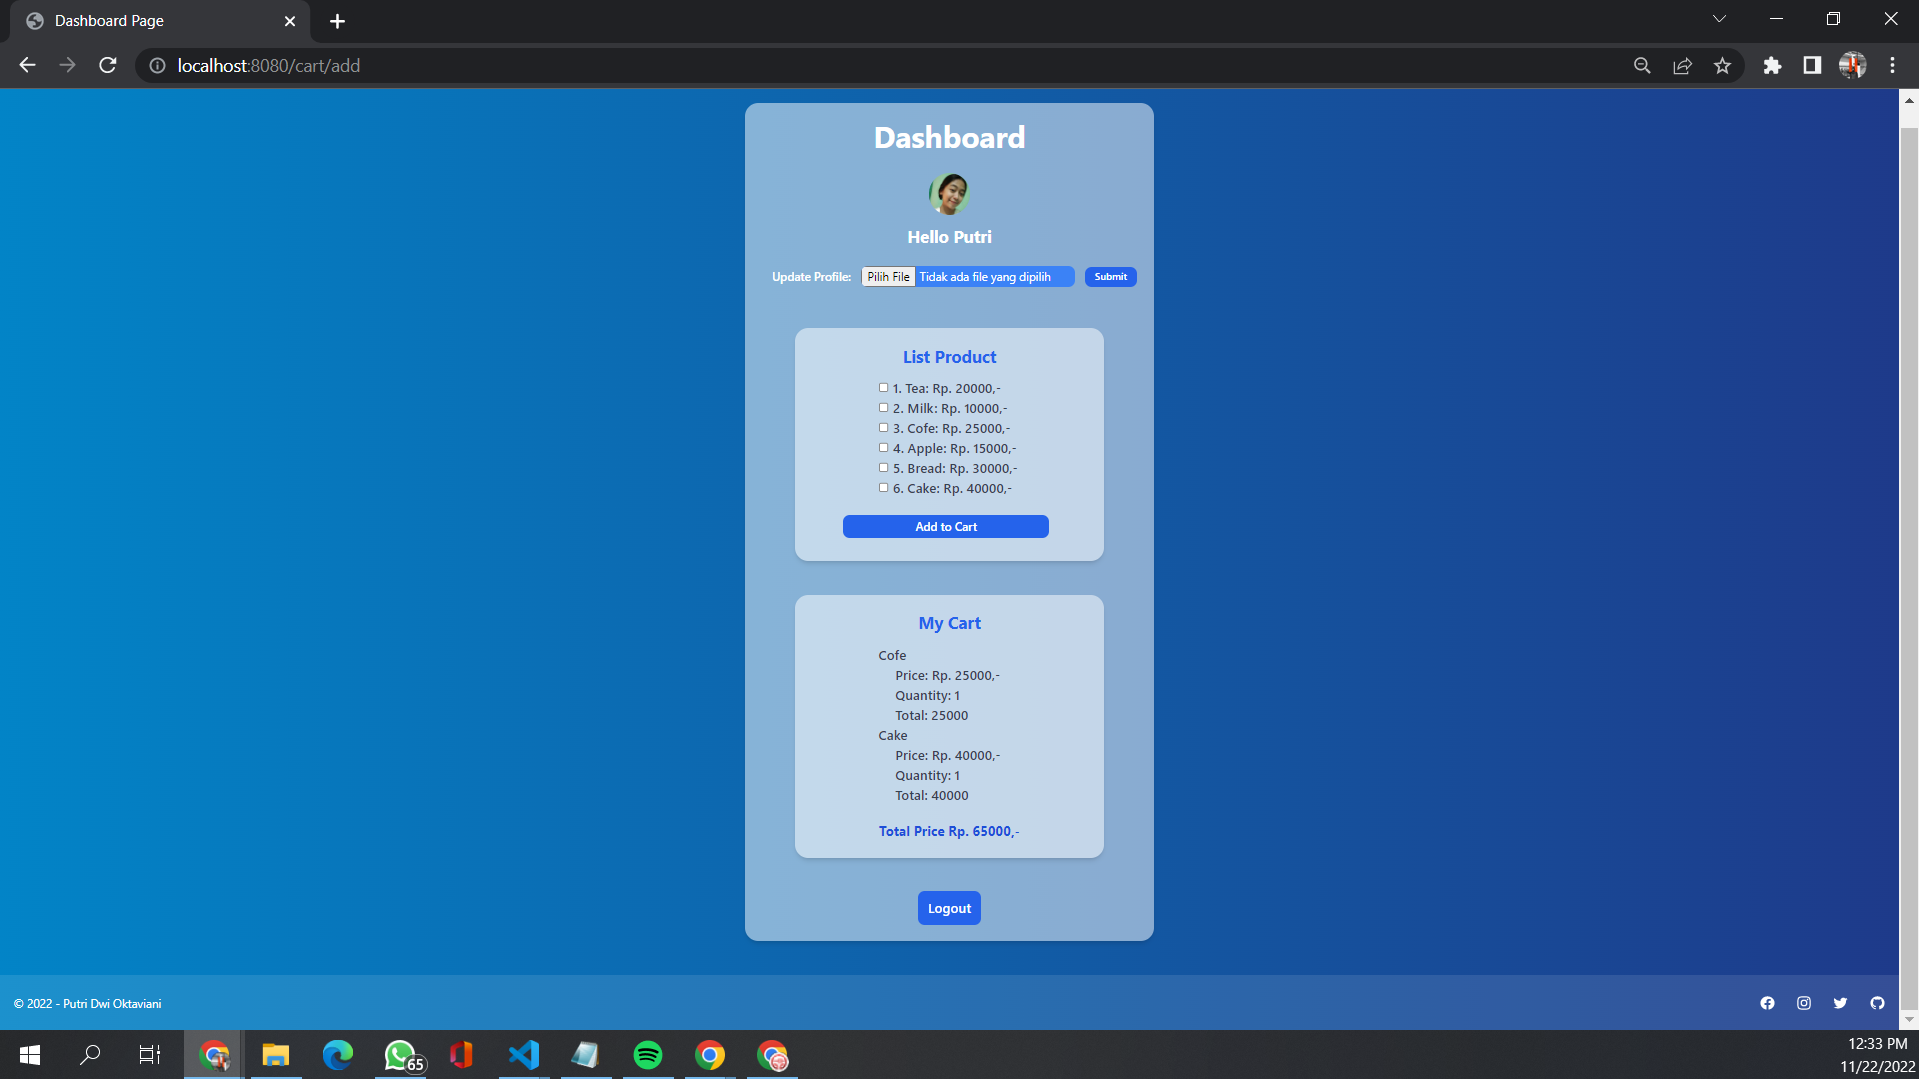 Dashboard Page
localhost:8080/cart/add
Dashboard
Hello Putri
Update Profile: Pilih File Tidak ada file yang dipilih Submit
List Product
1. Tea: Rp. 20000,-
2. Milk: Rp. 10000,-
3. Cofe: Rp. 25000,-
4. Apple: Rp. 15000,-
5. Bread: Rp. 30000,-
6. Cake: Rp. 40000,-
Add to Cart
My Cart
Cofe
Price: Rp. 25000,-
Quantity: 1
Total: 25000
Cake
Price: Rp. 40000,-
Quantity: 1
Total: 40000
Total Price Rp. 65000,-
Logout
© 2022 - Putri Dwi Oktaviani
65
12:33 PM
11/22/2022